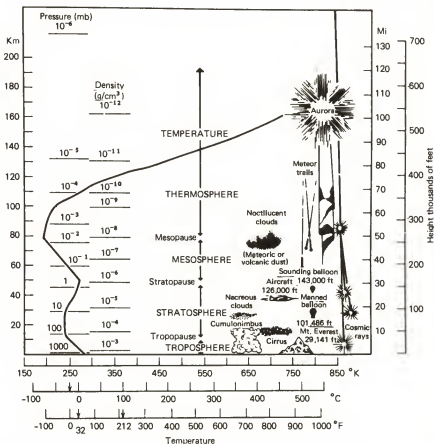 Pressure (mb)
10⁻⁶
Km
Mi
Density
(g/cm³)
10⁻¹²
180
160
140
120
100
80
60
40
20
130
120
110
100
90
80
70
60
50
40
30
20
10
700
600
500
400
300
200
100
0
Height thousands of feet
Aurora
TEMPERATURE
Meteor
trails
10⁻⁵
10⁻¹¹
10⁻⁴
10⁻¹⁰
THERMOSPHERE
10⁻⁹
10⁻³
Noctilucent
clouds
10⁻²
10⁻⁸
Mesopause
(Meteoric or
volcanic dust)
10⁻¹
10⁻⁷
MESOSPHERE
Sounding balloon
143,000 ft
1
10⁻⁶
Stratopause
Aircraft
126,000 ft
Nacreous
clouds
Manned
balloon
10
10⁻⁵
STRATOSPHERE
101,486 ft
Cumulonimbus
100
10⁻⁴
Tropopause
Cirrus
Mt. Everest
29,141 ft
Cosmic
rays
1000
10⁻³
TROPOSPHERE
150 250 350 450 550 650 750 850 °K
-100 0 100 200 300 400 500 °C
-100 0 32 100 212 200 300 400 500 600 700 800 900 1000 °F
Temperature